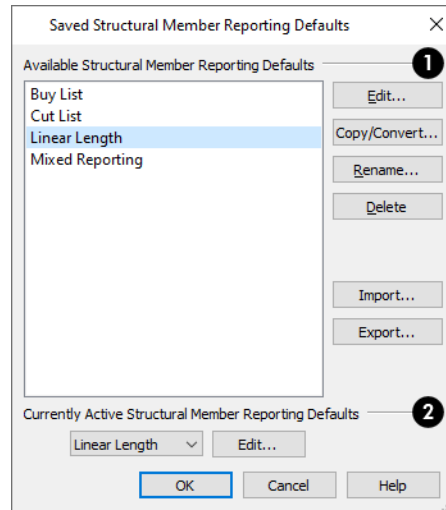 Saved Structural Member Reporting Defaults
Available Structural Member Reporting Defaults 1
Buy List
Cut List
Linear Length
Mixed Reporting
Edit...
Copy/Convert...
Rename...
Delete
Import...
Export...
Currently Active Structural Member Reporting Defaults 2
Linear Length Edit...
OK Cancel Help